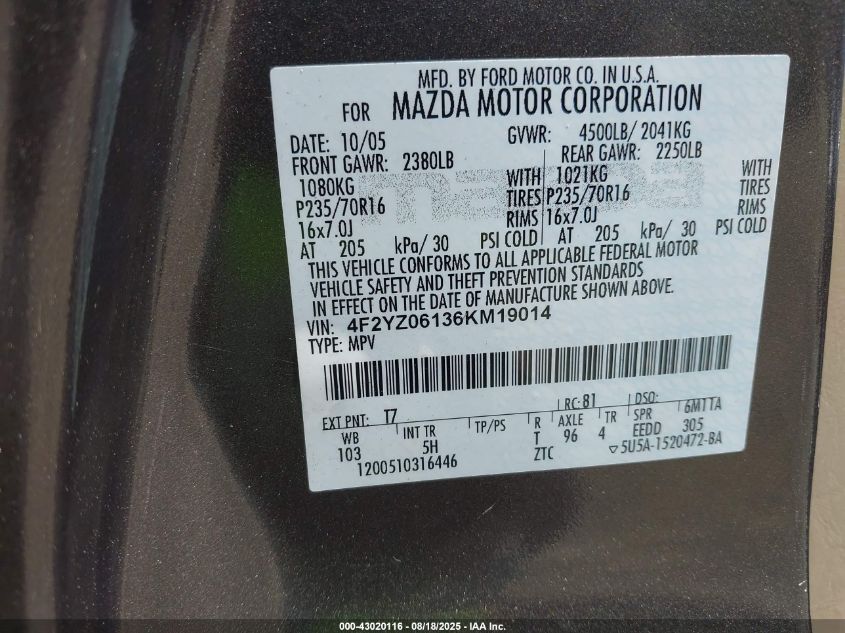 MFD. BY FORD MOTOR CO. IN U.S.A.
FOR MAZDA MOTOR CORPORATION
DATE: 10/05 GVWR: 4500LB/ 2041KG
FRONT GAWR: 2380LB REAR GAWR: 2250LB
1080KG WITH 1021KG WITH
P235/70R16 TIRES P235/70R16 TIRES
16x7.0J RIMS 16x7.0J RIMS
AT 205 kPa/ 30 PSI COLD AT 205 kPa/ 30 PSI COLD
THIS VEHICLE CONFORMS TO ALL APPLICABLE FEDERAL MOTOR
VEHICLE SAFETY AND THEFT PREVENTION STANDARDS
IN EFFECT ON THE DATE OF MANUFACTURE SHOWN ABOVE.
VIN: 4F2YZ06136KM19014
TYPE: MPV
EXT PNT: T7 RC: 81 DSO: 6M1TA
WB INT TR TP/PS R AXLE TR SPR
103 5H T 96 4 EEDD 305
1200510316446 ZTC ▽5U5A-1520472-BA
000-43020116 - 08/18/2025 - IAA Inc.